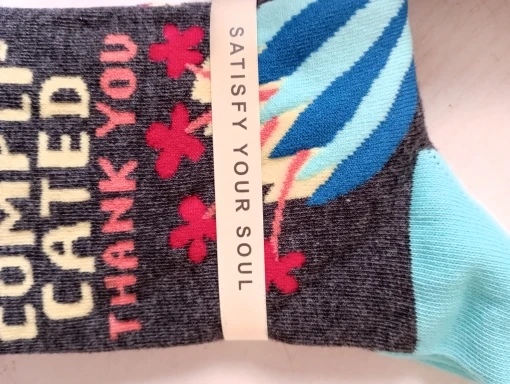 COMPLI
CATED
THANK YOU
SATISFY YOUR SOUL